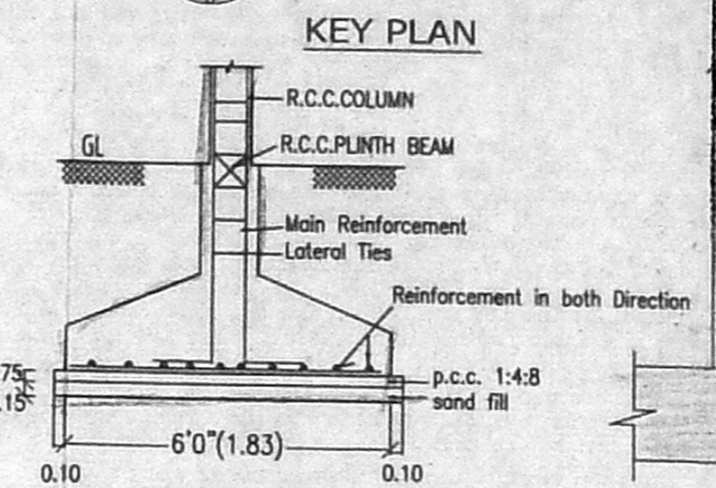 KEY PLAN
R.C.C.COLUMN
GL
R.C.C.PLINTH BEAM
Main Reinforcement
Lateral Ties
Reinforcement in both Direction
75
p.c.c. 1:4:8
.15
sand fill
6'0"(1.83)
0.10
0.10